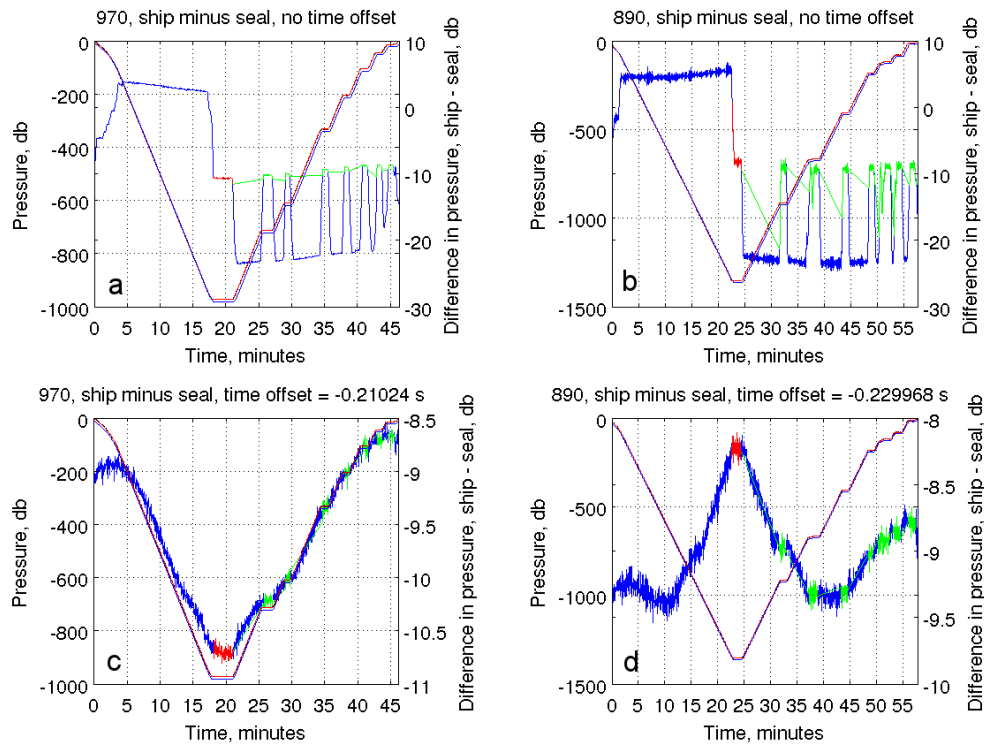 970, ship minus seal, no time offset
0
-200
-400
-600
-800
-1000
Pressure, db
10
0
-10
-20
-30
Difference in pressure, ship - seal, db
a
0 5 10 15 20 25 30 35 40 45
Time, minutes
890, ship minus seal, no time offset
0
-500
-1000
-1500
Pressure, db
10
0
-10
-20
-30
Difference in pressure, ship - seal, db
b
0 5 10 15 20 25 30 35 40 45 50 55
Time, minutes
970, ship minus seal, time offset = -0.21024 s
0
-200
-400
-600
-800
-1000
Pressure, db
-8.5
-9
-9.5
-10
-10.5
-11
Difference in pressure, ship - seal, db
c
0 5 10 15 20 25 30 35 40 45
Time, minutes
890, ship minus seal, time offset = -0.229968 s
0
-500
-1000
-1500
Pressure, db
-8
-8.5
-9
-9.5
-10
Difference in pressure, ship - seal, db
d
0 5 10 15 20 25 30 35 40 45 50 55
Time, minutes